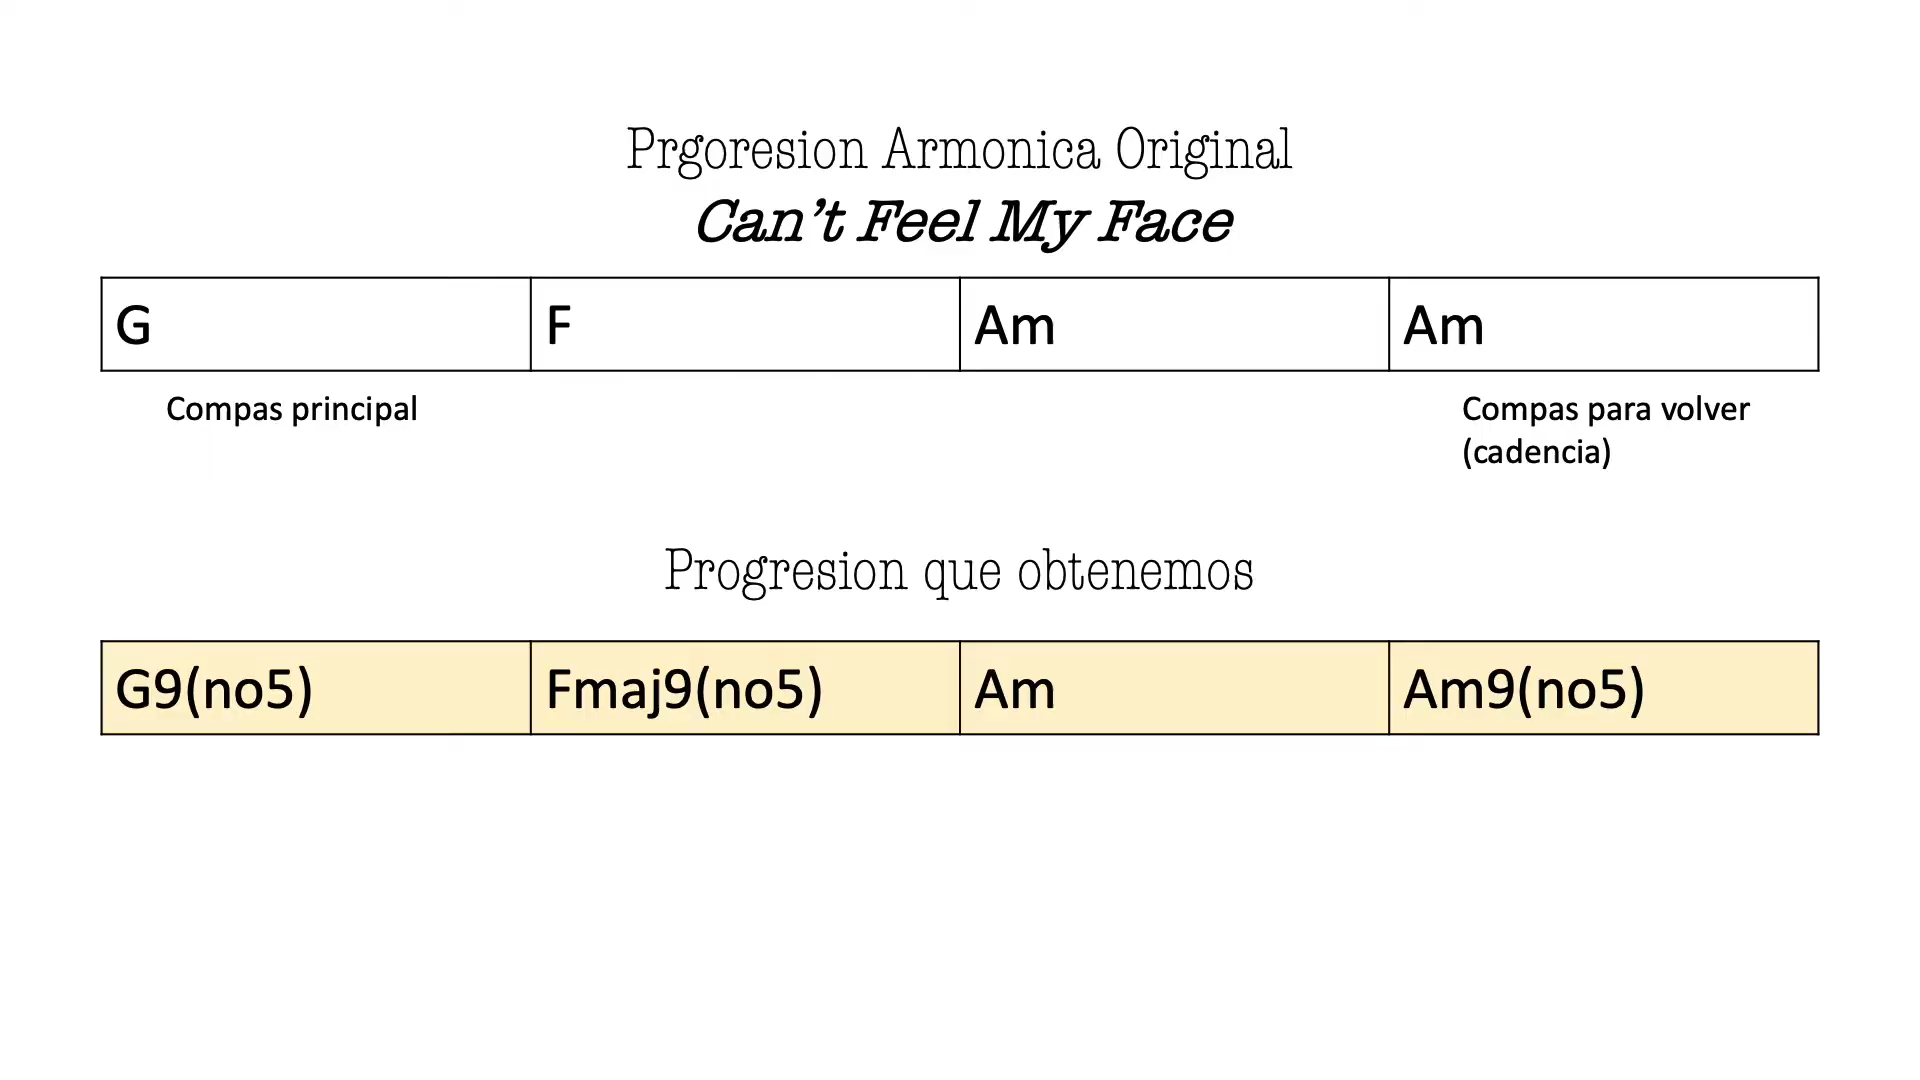 Prgoresion Armonica Original
Can’t Feel My Face
G F Am Am
Compas principal
Compas para volver
(cadencia)
Progresion que obtenemos
G9(no5) Fmaj9(no5) Am Am9(no5)